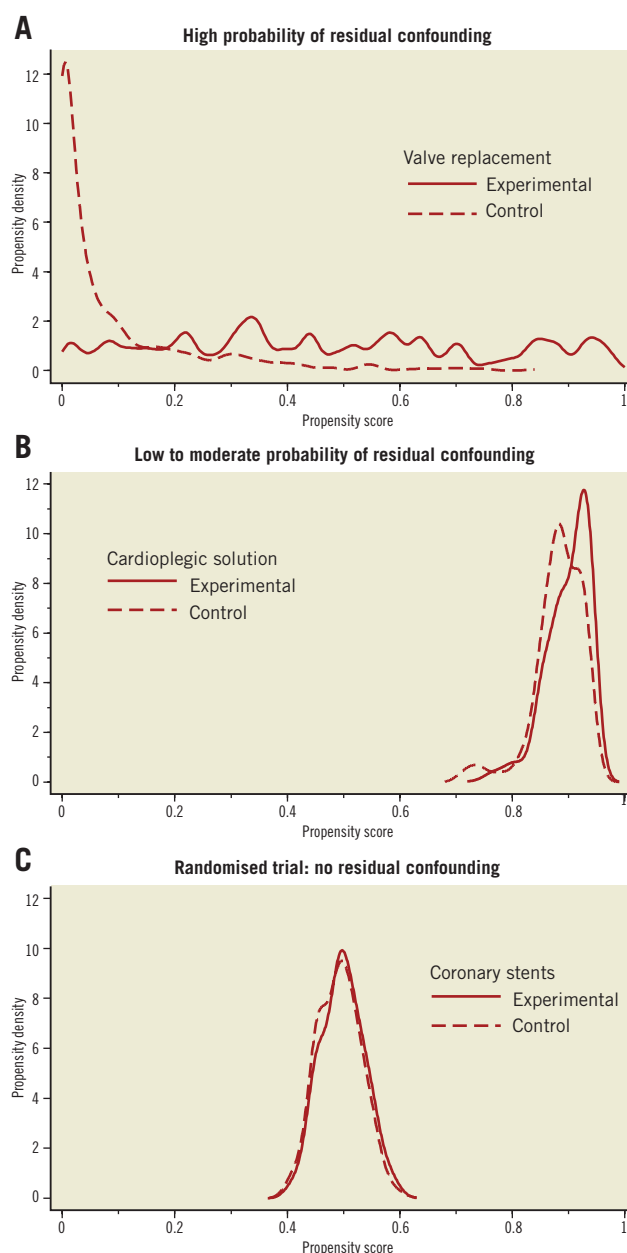 A
High probability of residual confounding
12
10
8
6
4
2
0
Propensity density
Valve replacement
Experimental
Control
0 0.2 0.4 0.6 0.8 1
Propensity score
B
Low to moderate probability of residual confounding
12
10
8
6
4
2
0
Propensity density
Cardioplegic solution
Experimental
Control
0 0.2 0.4 0.6 0.8 1
Propensity score
C
Randomised trial: no residual confounding
12
10
8
6
4
2
0
Propensity density
Coronary stents
Experimental
Control
0 0.2 0.4 0.6 0.8 1
Propensity score